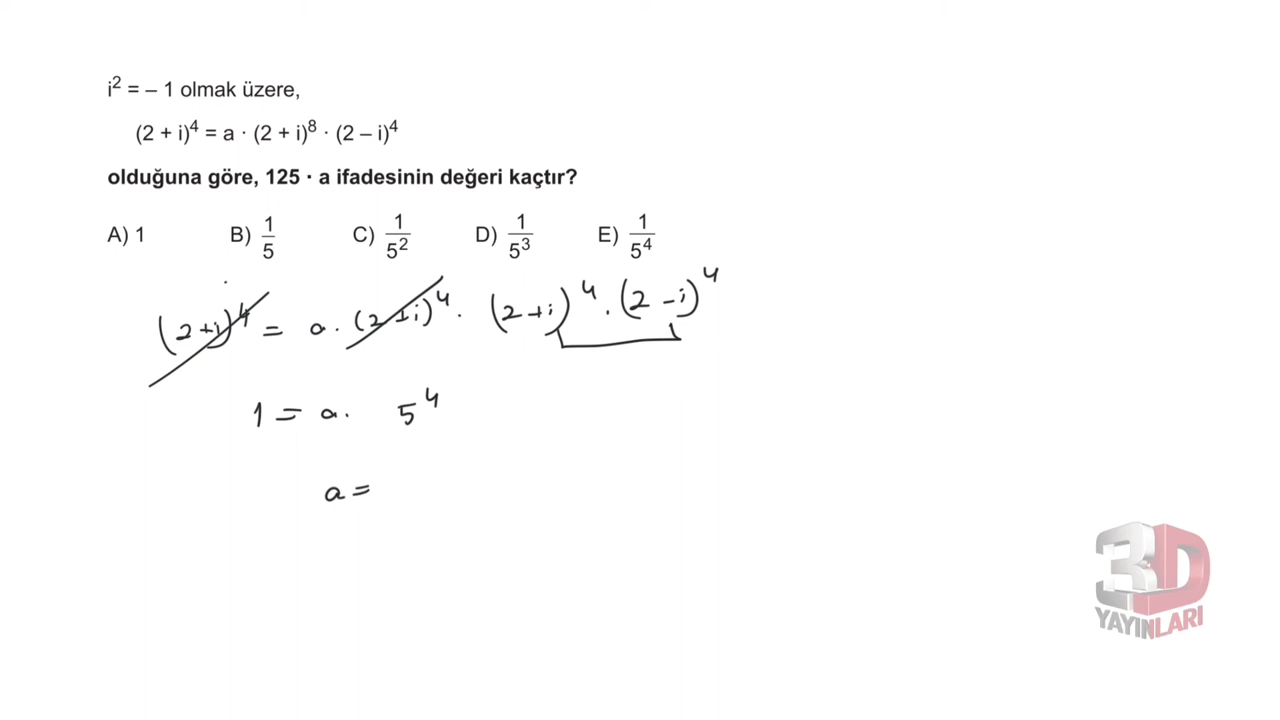 i² = – 1 olmak üzere,
(2 + i)⁴ = a · (2 + i)⁸ · (2 – i)⁴
olduğuna göre, 125 · a ifadesinin değeri kaçtır?
A) 1 B) 1/5 C) 1/5² D) 1/5³ E) 1/5⁴
(2+i)⁴ = a · (2+i)⁴ · (2+i)⁴ · (2-i)⁴
1 = a · 5⁴
a =
3D
YAYINLARI